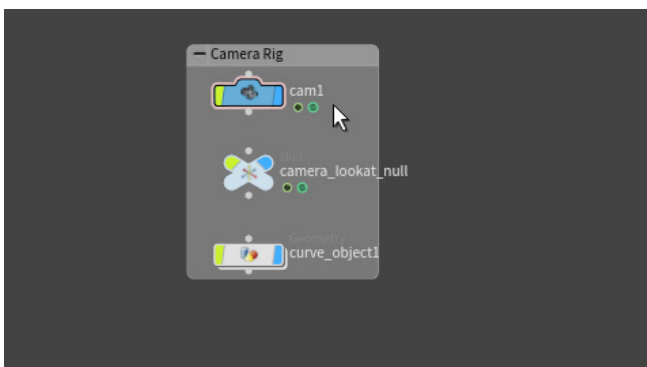 Camera Rig
cam1
Null
camera_lookat_null
Geometry
curve_object1